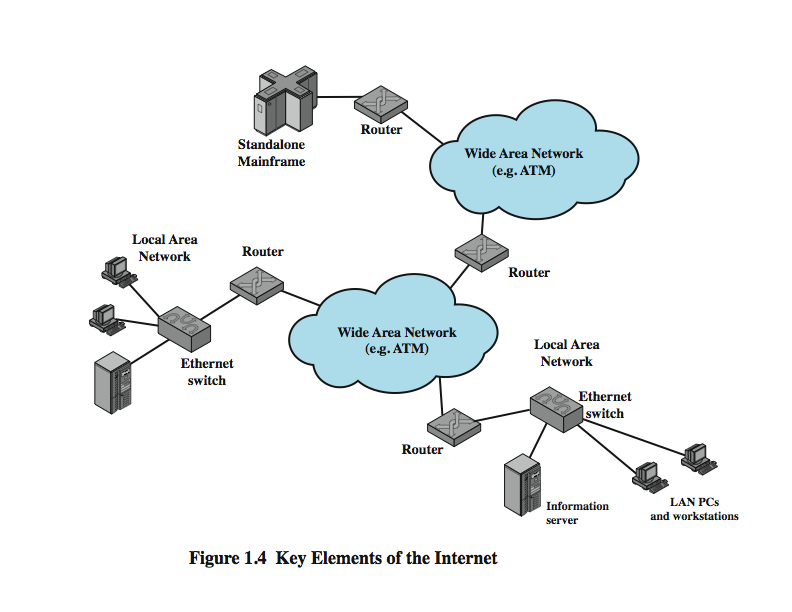 Standalone
Mainframe
Router
Wide Area Network
(e.g. ATM)
Local Area
Network
Router
Router
Wide Area Network
(e.g. ATM)
Ethernet
switch
Local Area
Network
Ethernet
switch
Router
Information
server
LAN PCs
and workstations
Figure 1.4 Key Elements of the Internet